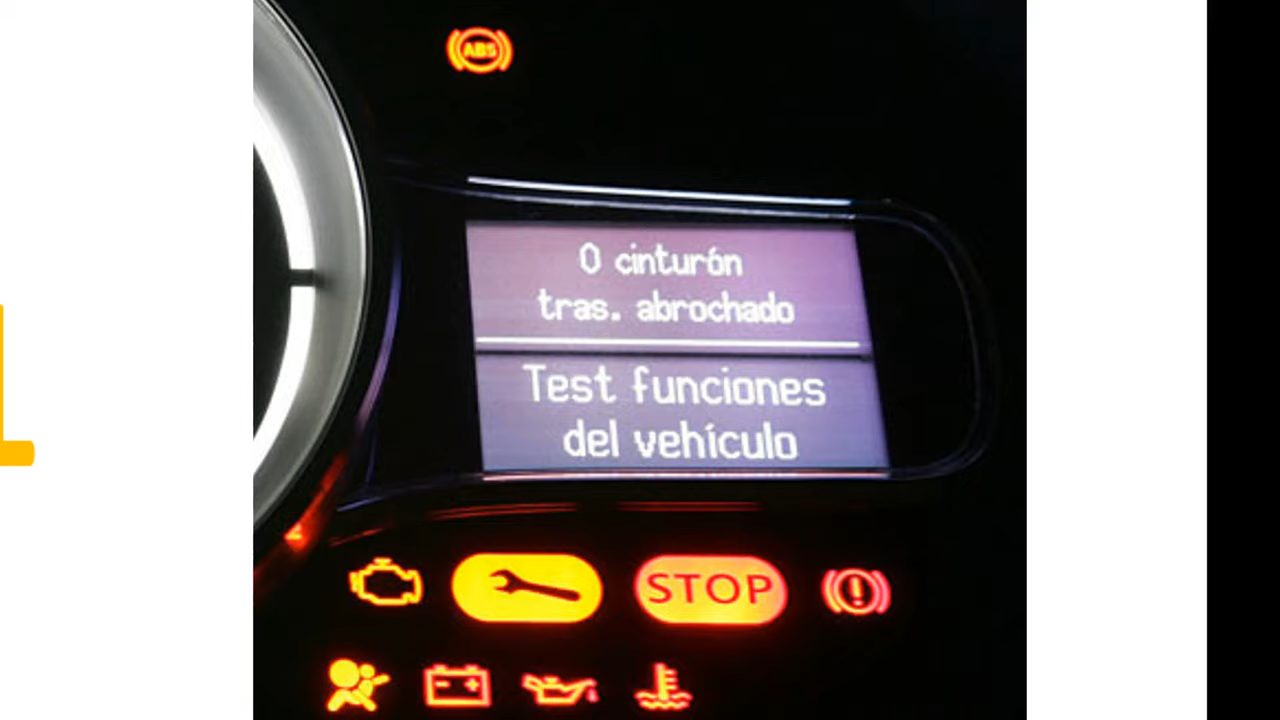 ABS
0 cinturón
tras. abrochado
Test funciones
del vehículo
STOP